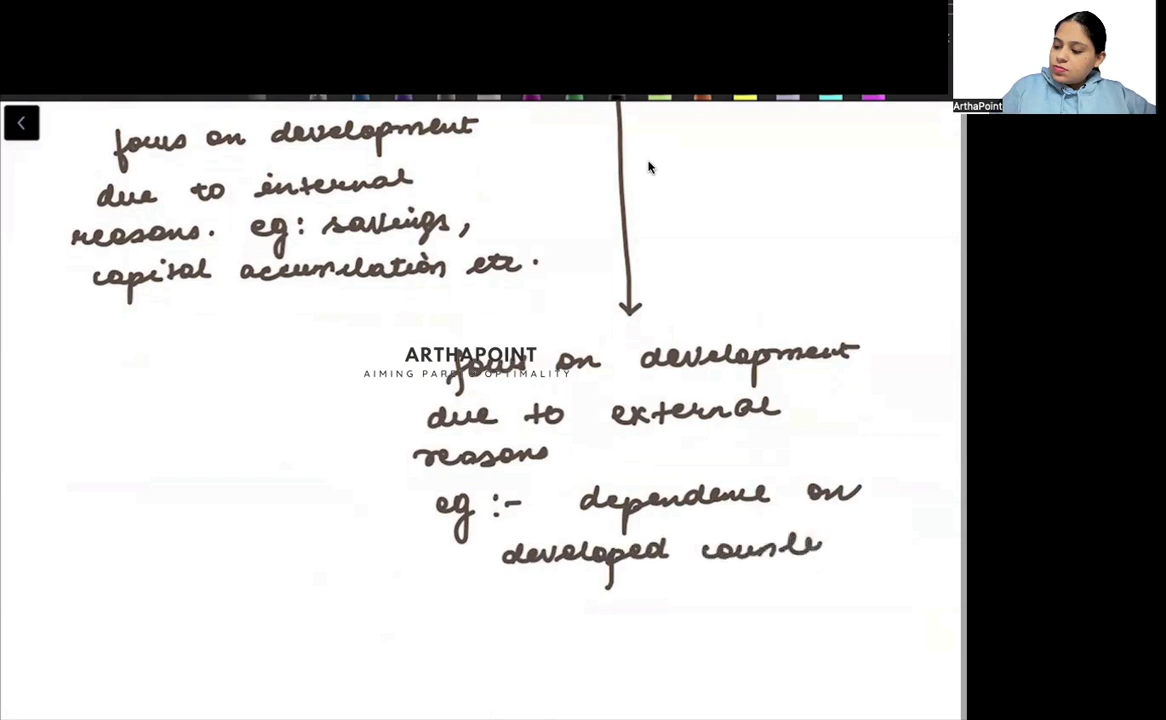 ArthaPoint
focus on development
due to internal
reasons. eg: savings,
capital accumulation etc.
ARTHAPOINT
AIMING PARETO OPTIMALITY
focus on development
due to external
reasons
eg :- dependence on
developed